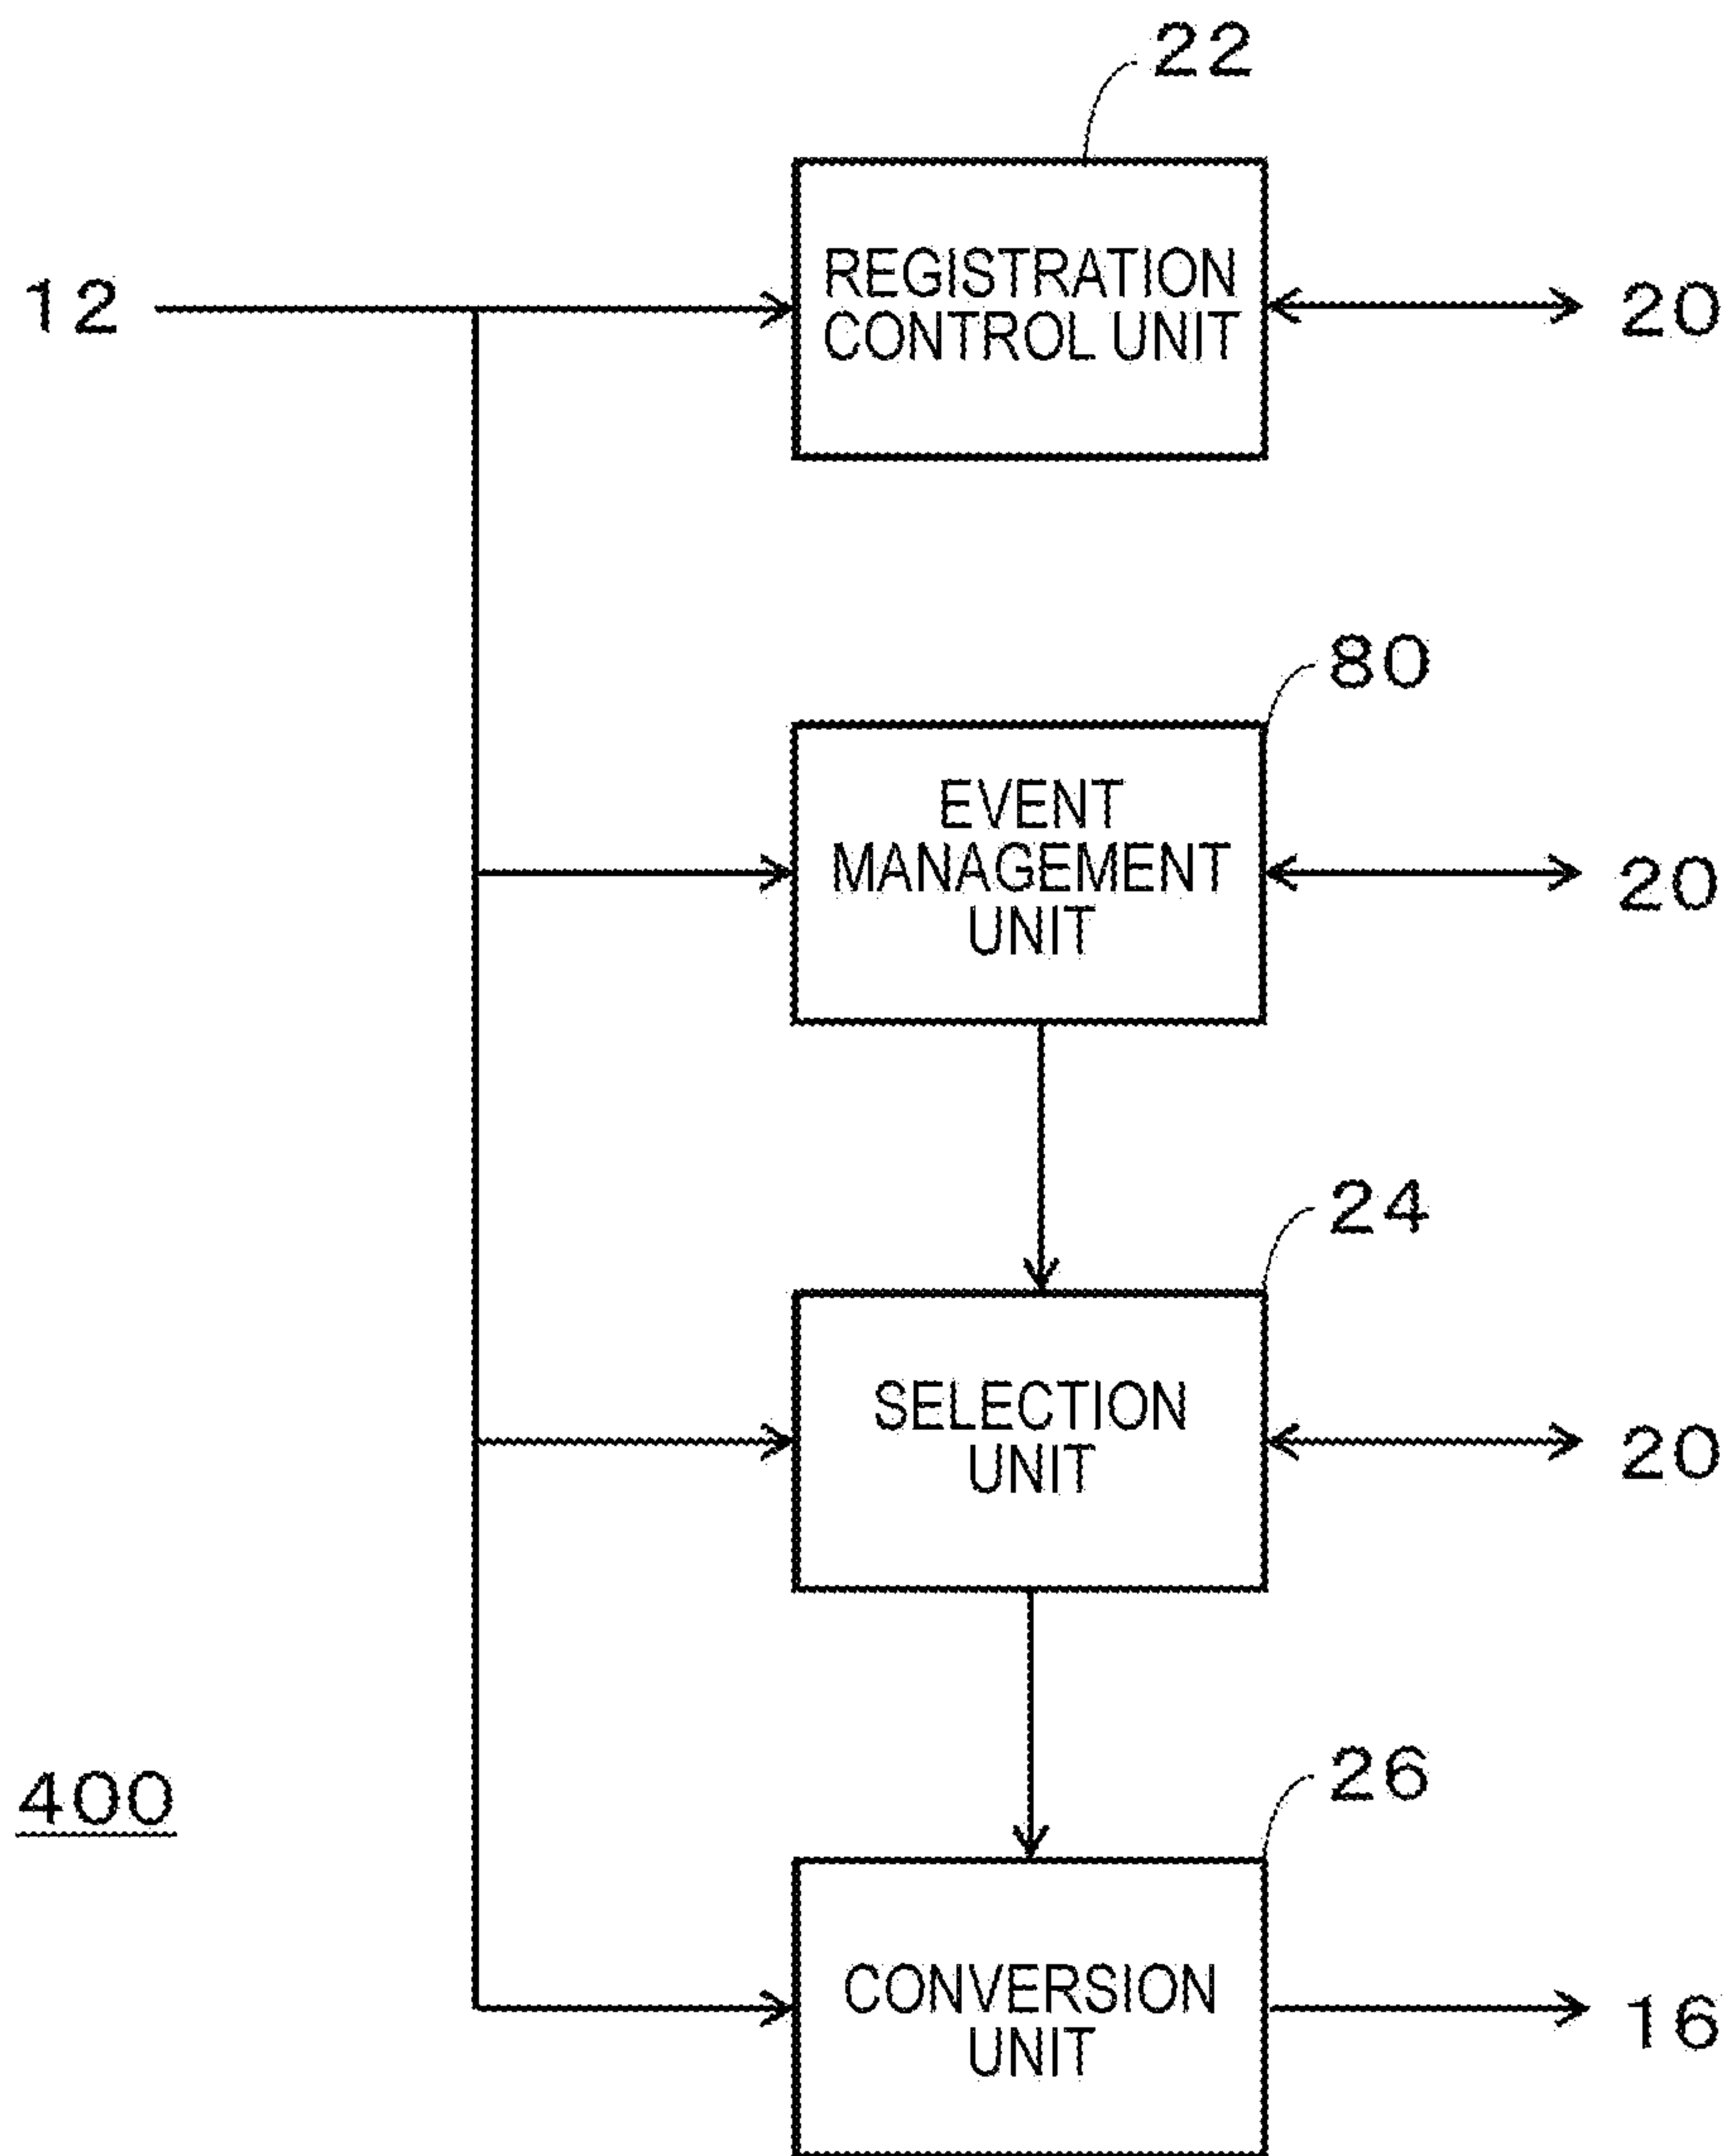 22
REGISTRATION
CONTROL UNIT
12
20
80
EVENT
MANAGEMENT
UNIT
20
24
SELECTION
UNIT
20
400
26
CONVERSION
UNIT
16